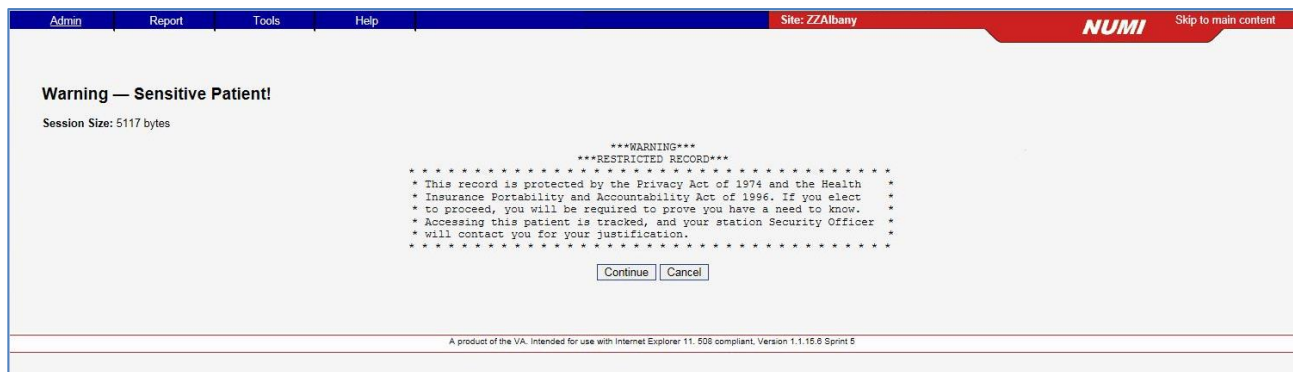 Admin Report Tools Help Site: ZZAlbany NUMI Skip to main content
Warning — Sensitive Patient!
Session Size: 5117 bytes
***WARNING***
***RESTRICTED RECORD***
* * * * * * * * * * * * * * * * * * * * * * * * * * * * * * * * * * * * *
* This record is protected by the Privacy Act of 1974 and the Health *
* Insurance Portability and Accountability Act of 1996. If you elect *
* to proceed, you will be required to prove you have a need to know. *
* Accessing this patient is tracked, and your station Security Officer *
* will contact you for your justification. *
* * * * * * * * * * * * * * * * * * * * * * * * * * * * * * * * * * * * *
Continue Cancel
A product of the VA. Intended for use with Internet Explorer 11. 508 compliant, Version 1.1.15.6 Sprint 5